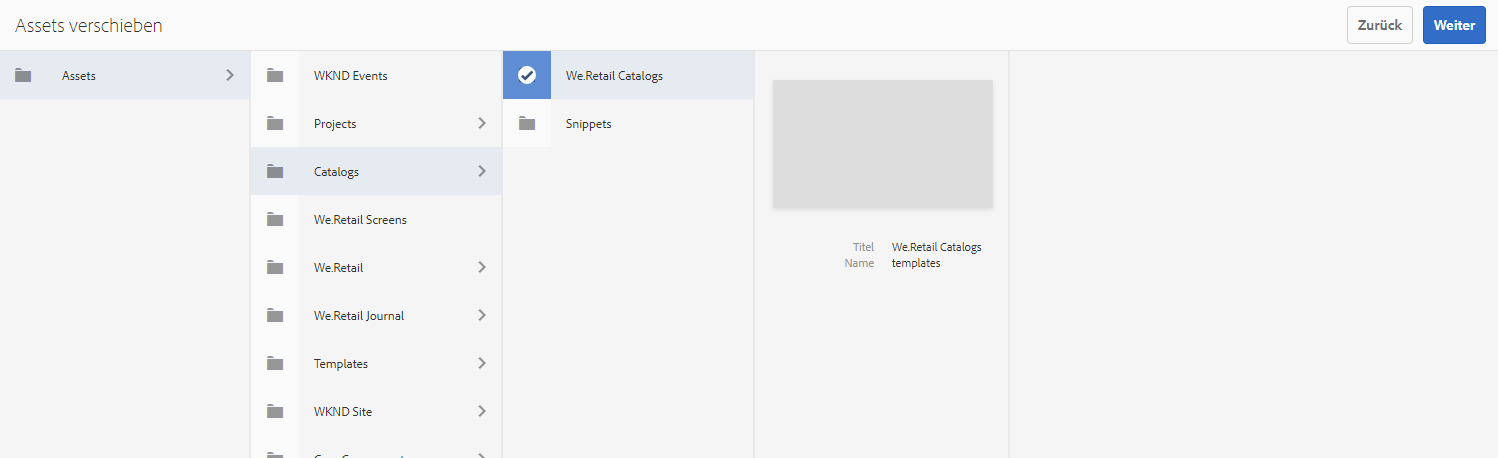 Assets verschieben
Zurück
Weiter
Assets
WKND Events
Projects
Catalogs
We.Retail Screens
We.Retail
We.Retail Journal
Templates
WKND Site
We.Retail Catalogs
Snippets
Titel We.Retail Catalogs
Name templates